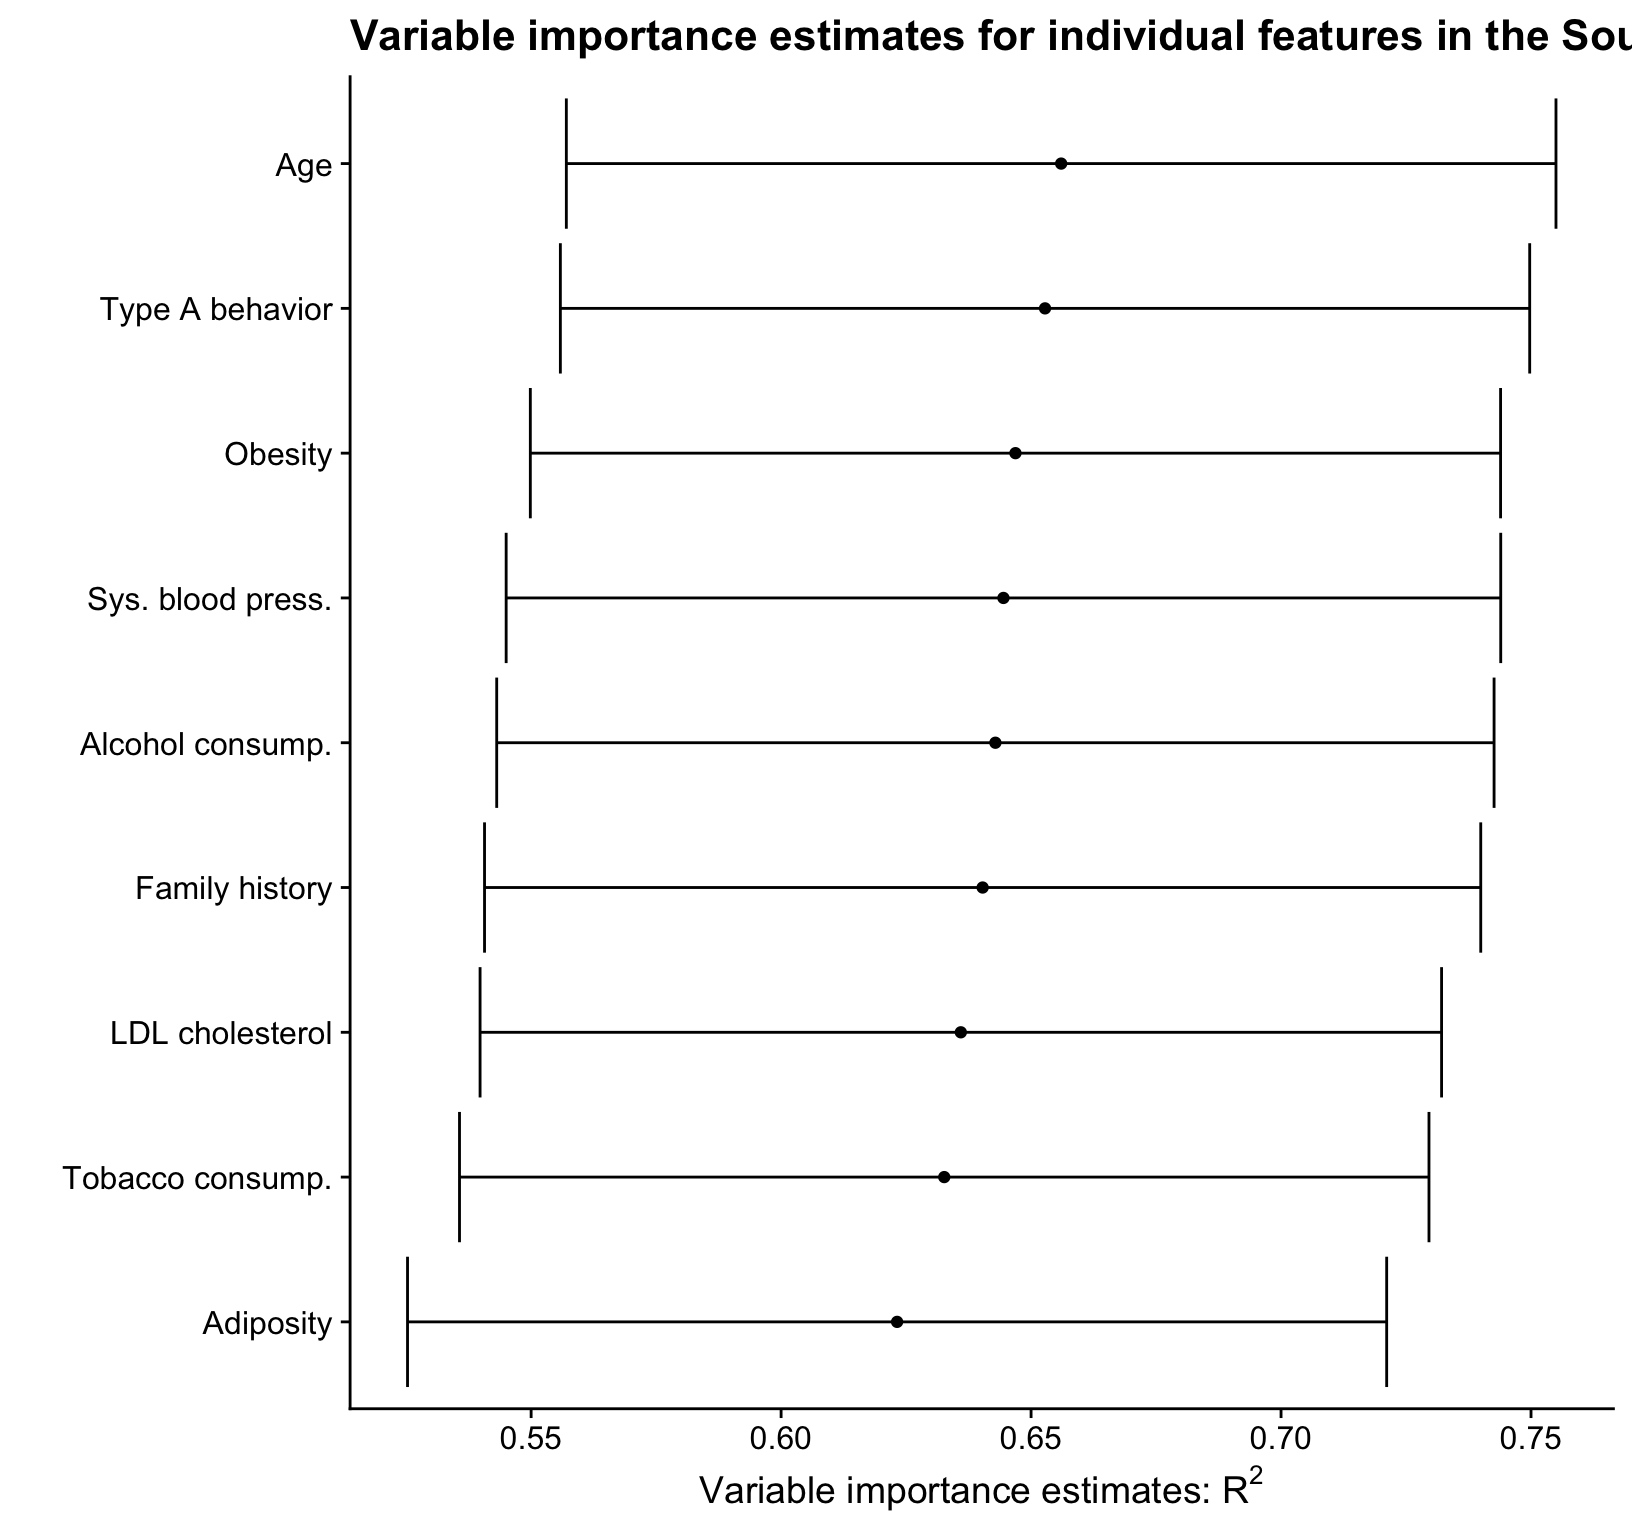 Variable importance estimates for individual features in the Sou
Age
Type A behavior
Obesity
Sys. blood press.
Alcohol consump.
Family history
LDL cholesterol
Tobacco consump.
Adiposity
0.55 0.60 0.65 0.70 0.75
Variable importance estimates: R²